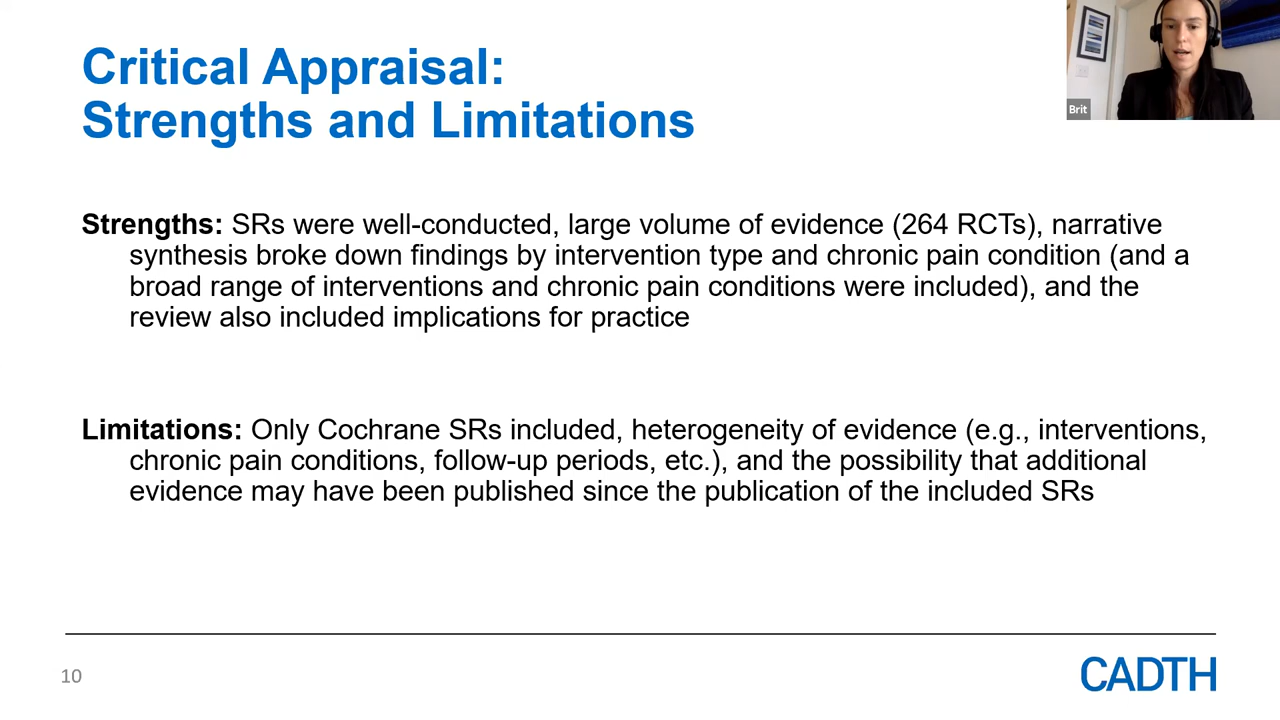 Critical Appraisal:
Strengths and Limitations
Brit
Strengths: SRs were well-conducted, large volume of evidence (264 RCTs), narrative
synthesis broke down findings by intervention type and chronic pain condition (and a
broad range of interventions and chronic pain conditions were included), and the
review also included implications for practice
Limitations: Only Cochrane SRs included, heterogeneity of evidence (e.g., interventions,
chronic pain conditions, follow-up periods, etc.), and the possibility that additional
evidence may have been published since the publication of the included SRs
10
CADTH